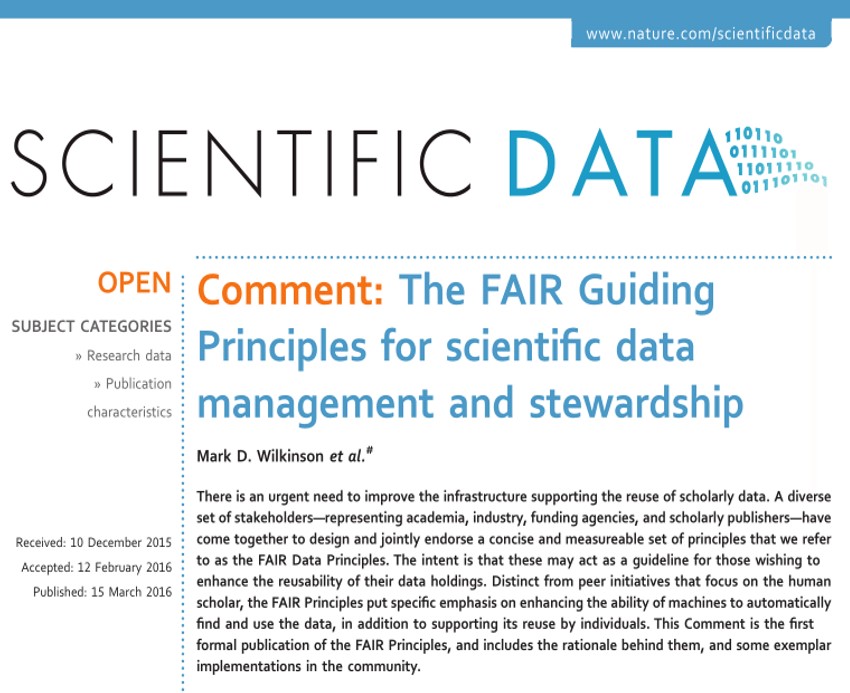 www.nature.com/scientificdata
SCIENTIFIC DATA
110110
0111101
11011110
011101101
OPEN
SUBJECT CATEGORIES
» Research data
» Publication
characteristics
Received: 10 December 2015
Accepted: 12 February 2016
Published: 15 March 2016
Comment: The FAIR Guiding
Principles for scientific data
management and stewardship
Mark D. Wilkinson et al.#
There is an urgent need to improve the infrastructure supporting the reuse of scholarly data. A diverse
set of stakeholders—representing academia, industry, funding agencies, and scholarly publishers—have
come together to design and jointly endorse a concise and measureable set of principles that we refer
to as the FAIR Data Principles. The intent is that these may act as a guideline for those wishing to
enhance the reusability of their data holdings. Distinct from peer initiatives that focus on the human
scholar, the FAIR Principles put specific emphasis on enhancing the ability of machines to automatically
find and use the data, in addition to supporting its reuse by individuals. This Comment is the first
formal publication of the FAIR Principles, and includes the rationale behind them, and some exemplar
implementations in the community.